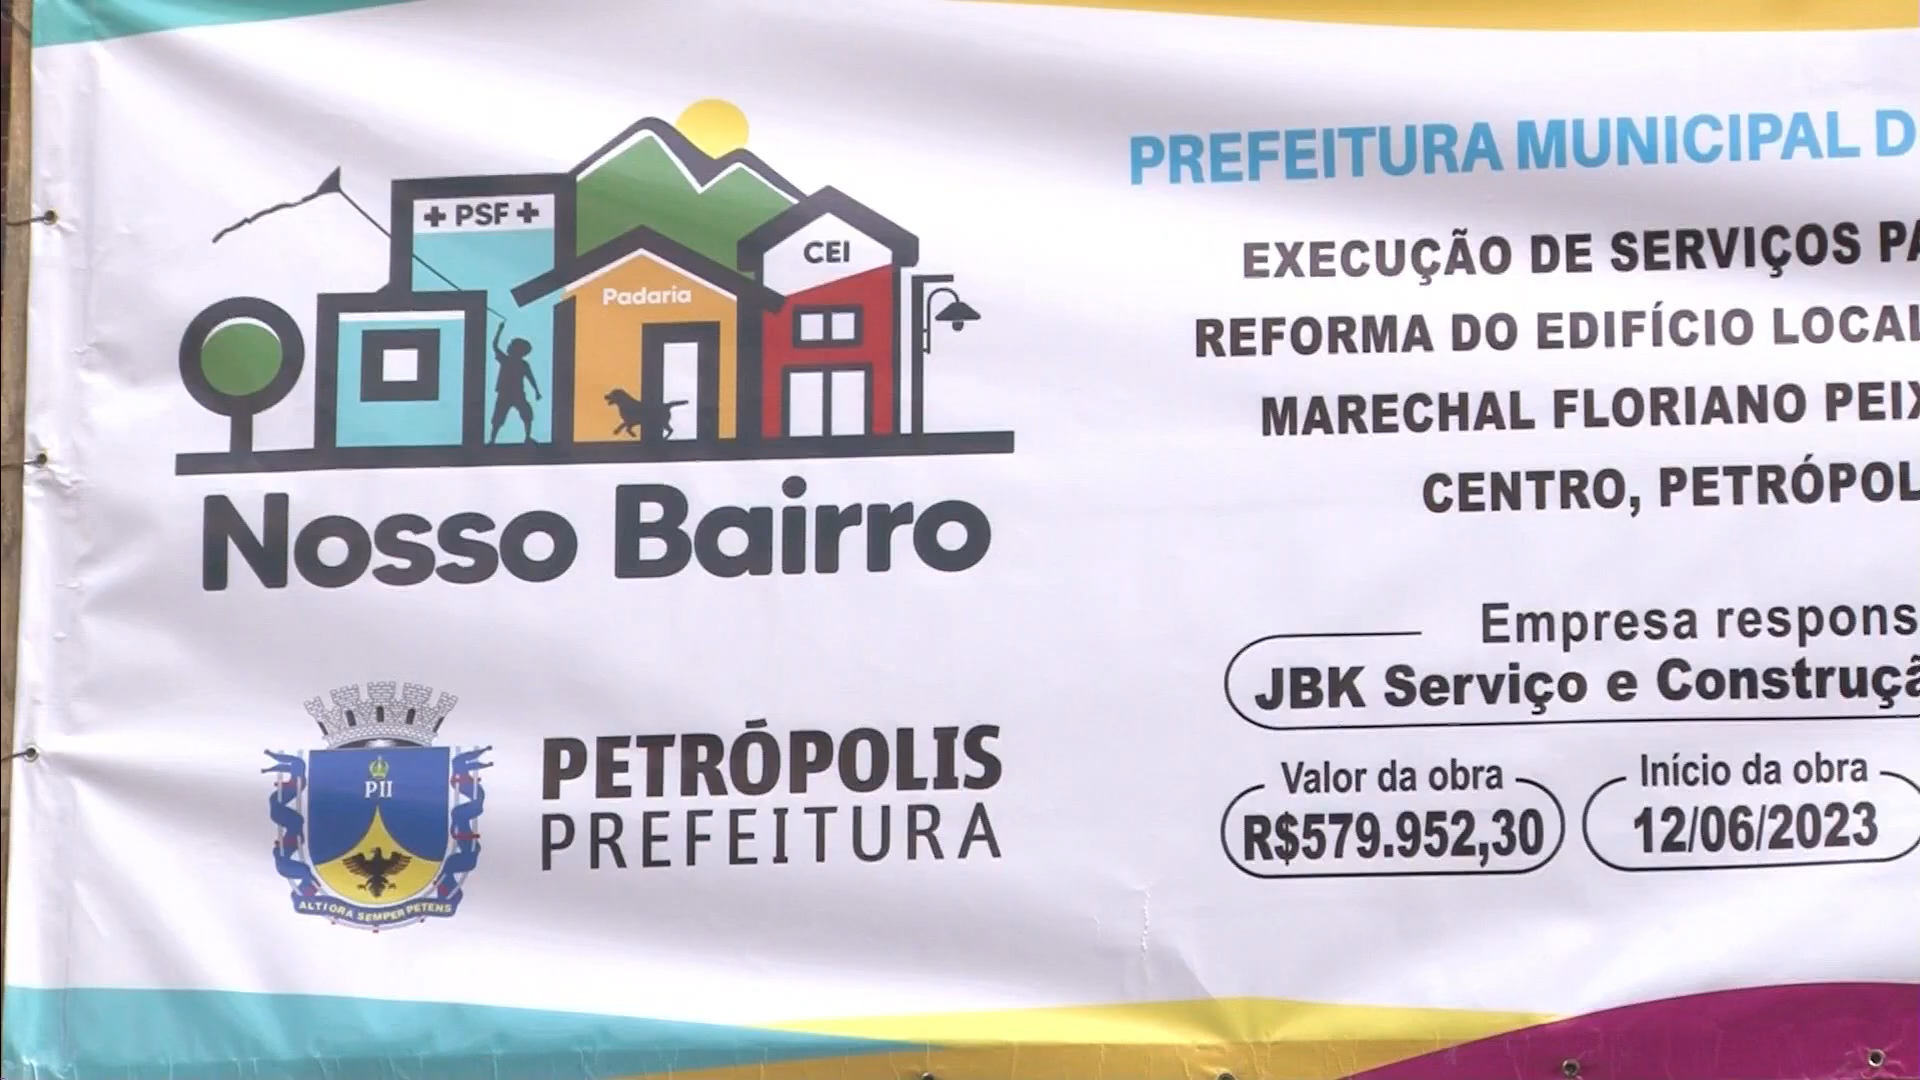 + PSF +
CEI
Padaria
Nosso Bairro
PII
ALTIORA SEMPER PETENS
PETRÓPOLIS
PREFEITURA
PREFEITURA MUNICIPAL D
EXECUÇÃO DE SERVIÇOS PA
REFORMA DO EDIFÍCIO LOCAL
MARECHAL FLORIANO PEIX
CENTRO, PETRÓPOL
Empresa respons
JBK Serviço e Construçã
Valor da obra
R$579.952,30
Início da obra
12/06/2023